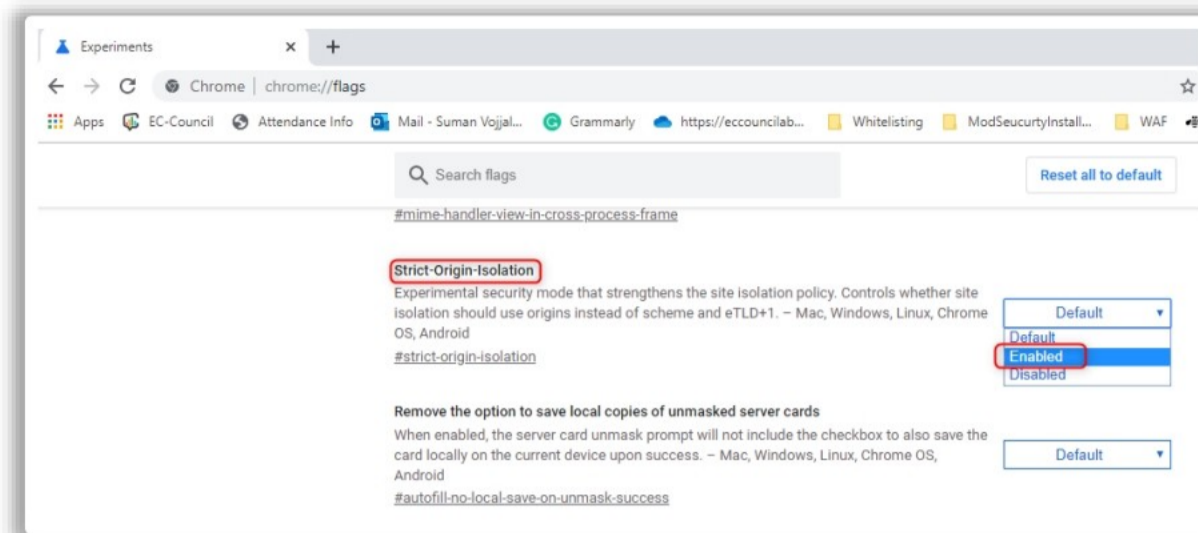 Experiments
Chrome | chrome://flags
Apps EC-Council Attendance Info Mail - Suman Vojjal... Grammarly https://eccouncilab... Whitelisting ModSeucurtyInstall... WAF
Search flags
Reset all to default
#mime-handler-view-in-cross-process-frame
Strict-Origin-Isolation
Experimental security mode that strengthens the site isolation policy. Controls whether site
isolation should use origins instead of scheme and eTLD+1. – Mac, Windows, Linux, Chrome
OS, Android
#strict-origin-isolation
Default
Default
Enabled
Disabled
Remove the option to save local copies of unmasked server cards
When enabled, the server card unmask prompt will not include the checkbox to also save the
card locally on the current device upon success. – Mac, Windows, Linux, Chrome OS,
Android
#autofill-no-local-save-on-unmask-success
Default